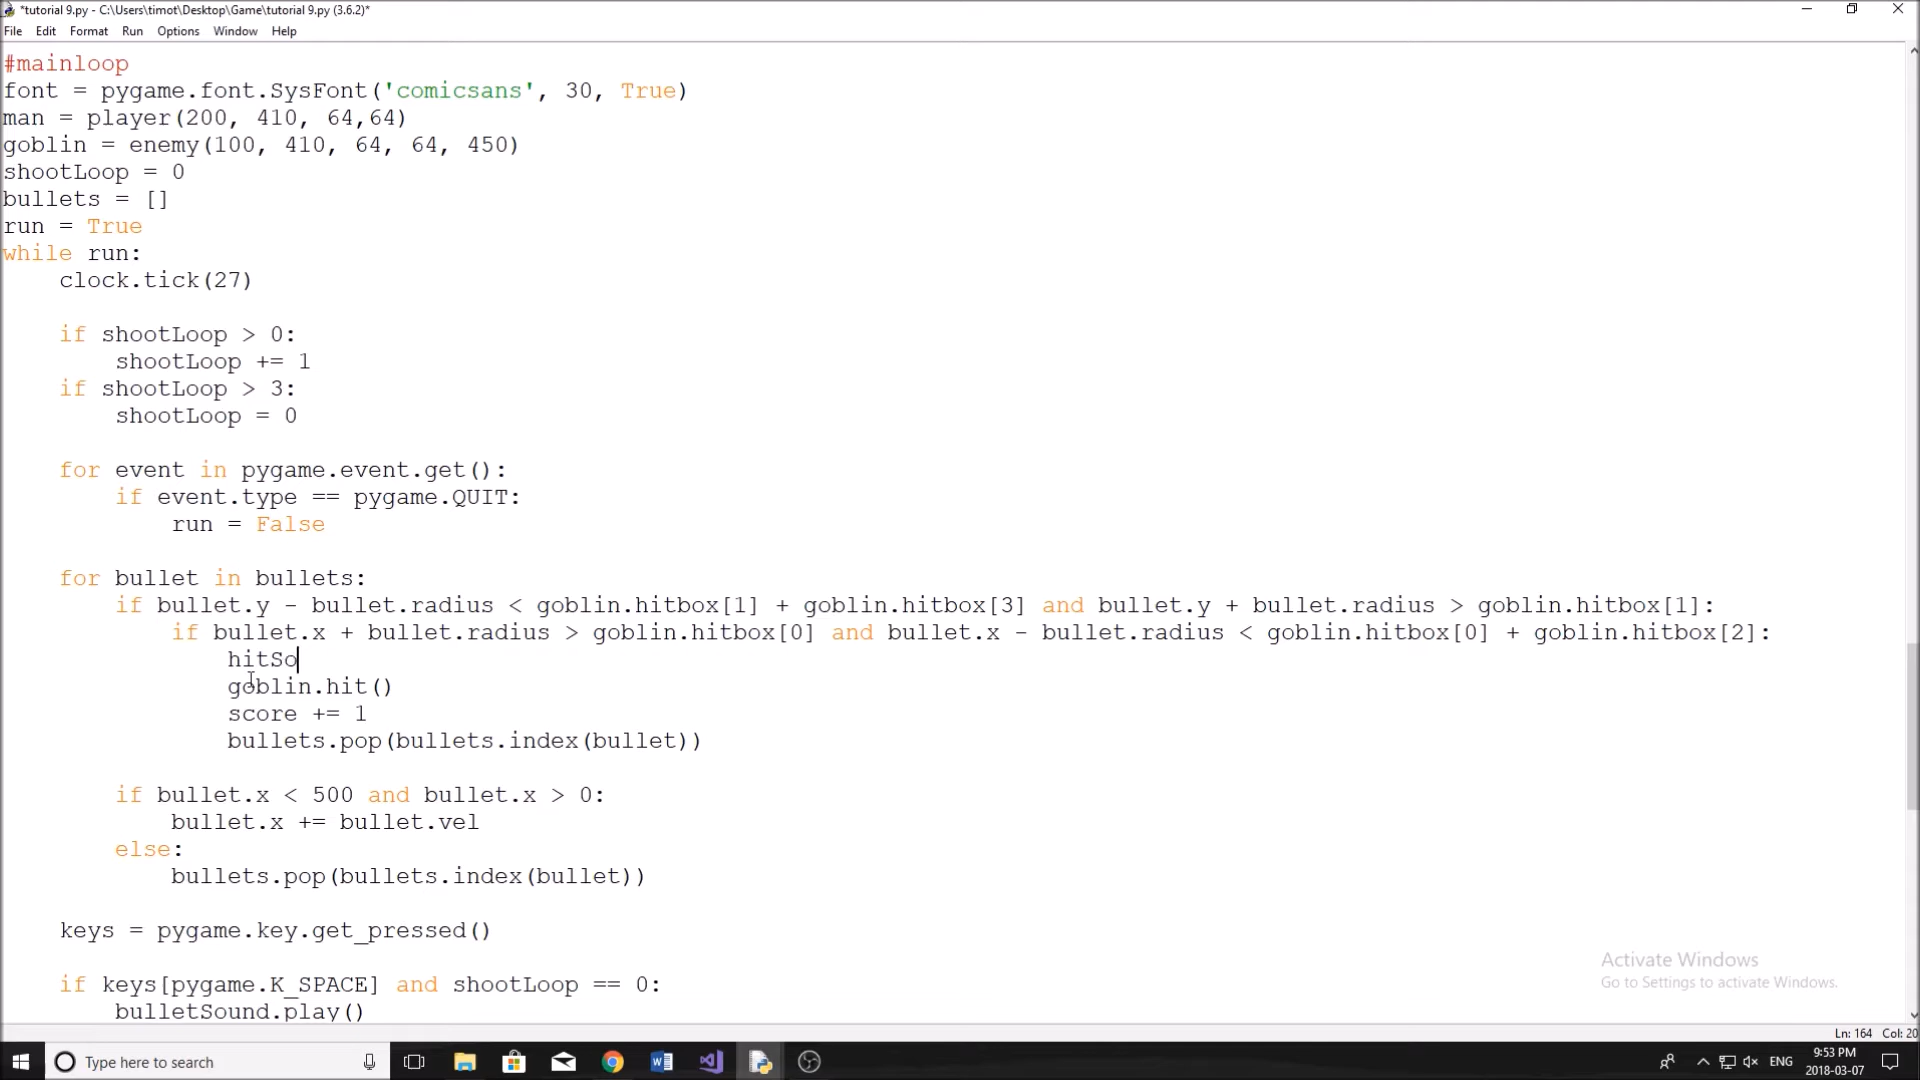 *tutorial 9.py - C:\Users\timot\Desktop\Game\tutorial 9.py (3.6.2)*
File Edit Format Run Options Window Help
#mainloop
font = pygame.font.SysFont('comicsans', 30, True)
man = player(200, 410, 64,64)
goblin = enemy(100, 410, 64, 64, 450)
shootLoop = 0
bullets = []
run = True
while run:
    clock.tick(27)
    if shootLoop > 0:
        shootLoop += 1
    if shootLoop > 3:
        shootLoop = 0
    for event in pygame.event.get():
        if event.type == pygame.QUIT:
            run = False
    for bullet in bullets:
        if bullet.y - bullet.radius < goblin.hitbox[1] + goblin.hitbox[3] and bullet.y + bullet.radius > goblin.hitbox[1]:
            if bullet.x + bullet.radius > goblin.hitbox[0] and bullet.x - bullet.radius < goblin.hitbox[0] + goblin.hitbox[2]:
                hitSo
                goblin.hit()
                score += 1
                bullets.pop(bullets.index(bullet))
        if bullet.x < 500 and bullet.x > 0:
            bullet.x += bullet.vel
        else:
            bullets.pop(bullets.index(bullet))
    keys = pygame.key.get_pressed()
    if keys[pygame.K_SPACE] and shootLoop == 0:
        bulletSound.play()
Activate Windows
Go to Settings to activate Windows.
Ln: 164 Col: 20
Type here to search
ENG
9:53 PM
2018-03-07